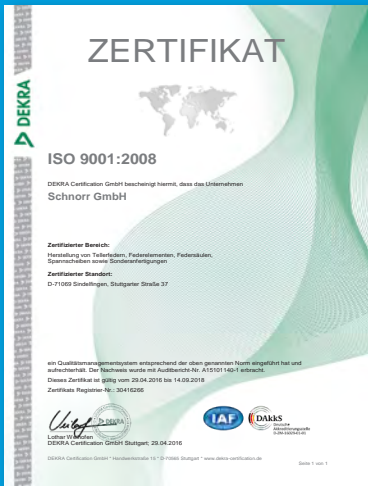 DEKRA
ZERTIFIKAT
ISO 9001:2008
DEKRA Certification GmbH bescheinigt hiermit, dass das Unternehmen
Schnorr GmbH
Zertifizierter Bereich:
Herstellung von Tellerfedern, Federelementen, Federsäulen,
Spannscheiben sowie Sonderanfertigungen
Zertifizierter Standort:
D-71069 Sindelfingen, Stuttgarter Straße 37
ein Qualitätsmanagementsystem entsprechend der oben genannten Norm eingeführt hat und
aufrechterhält. Der Nachweis wurde mit Auditbericht-Nr. A15101140-1 erbracht.
Dieses Zertifikat ist gültig vom 29.04.2016 bis 14.09.2018
Zertifikats Registrier-Nr.: 30416266
DEKRA
IAF
DAkkS
Deutsche
Akkreditierungsstelle
Lothar Weihofen
DEKRA Certification GmbH Stuttgart; 29.04.2016
DEKRA Certification GmbH * Handwerkstraße 15 * D-70565 Stuttgart * www.dekra-certification.de
Seite 1 von 1